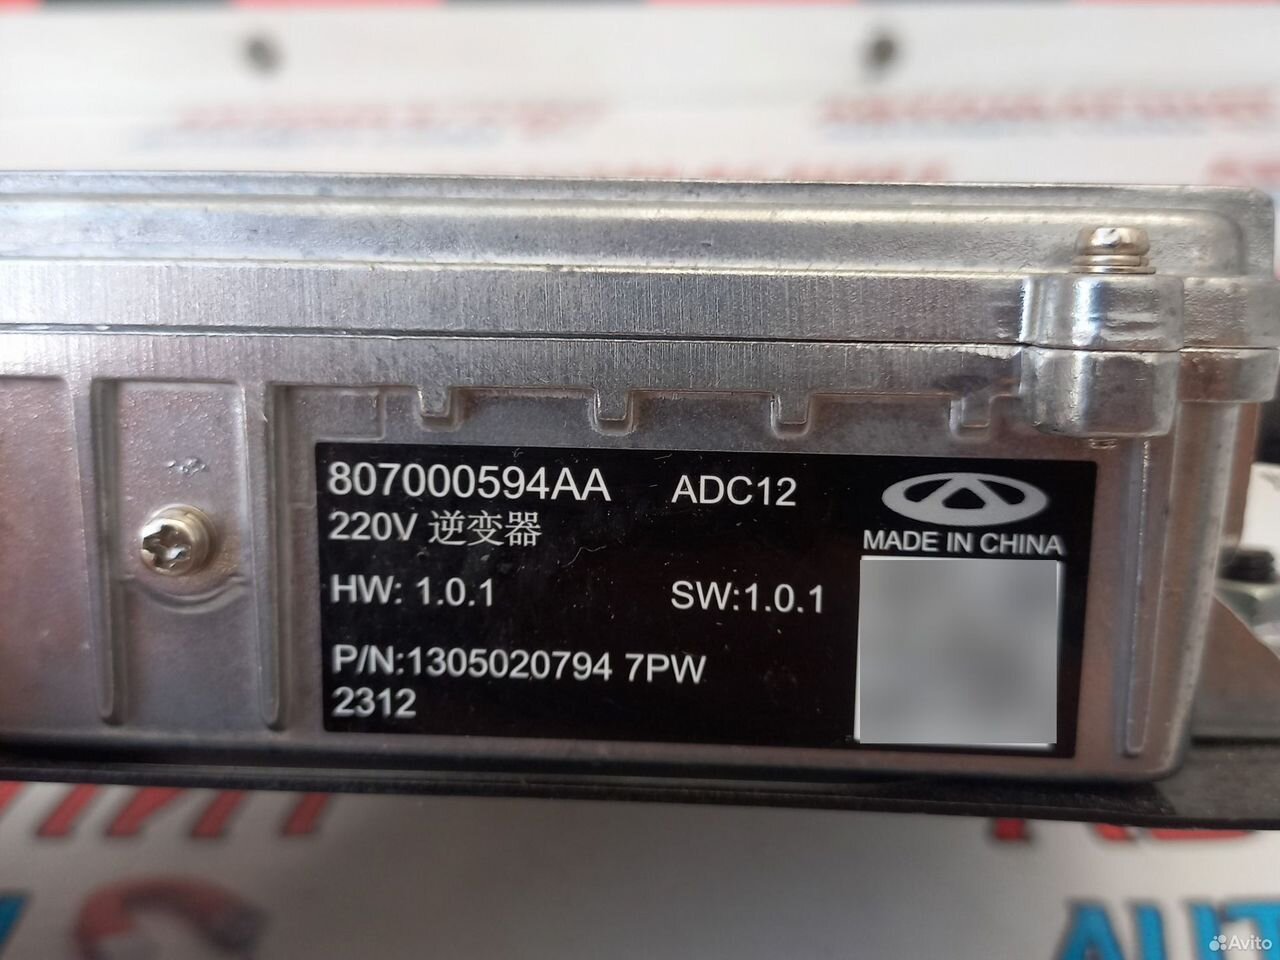 807000594AA ADC12
220V 逆变器
MADE IN CHINA
HW: 1.0.1 SW:1.0.1
P/N:1305020794 7PW
2312
Avito